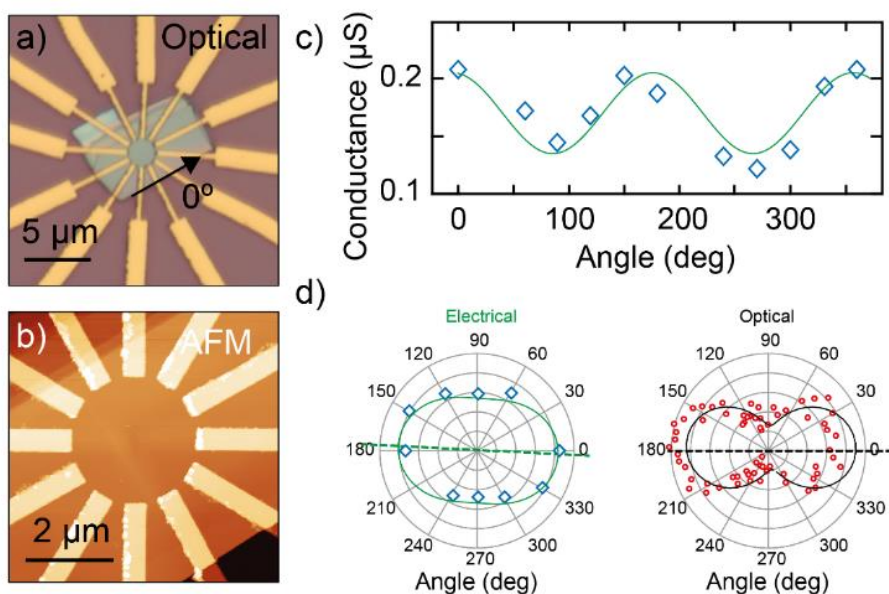 a)
Optical
0º
5 µm
b)
AFM
2 µm
c)
Conductance (µS)
0.2
0.1
0
100
200
300
Angle (deg)
d)
Electrical
90
120
60
150
30
180
0
210
330
240
300
270
Angle (deg)
Optical
90
120
60
150
30
180
0
210
330
240
300
270
Angle (deg)